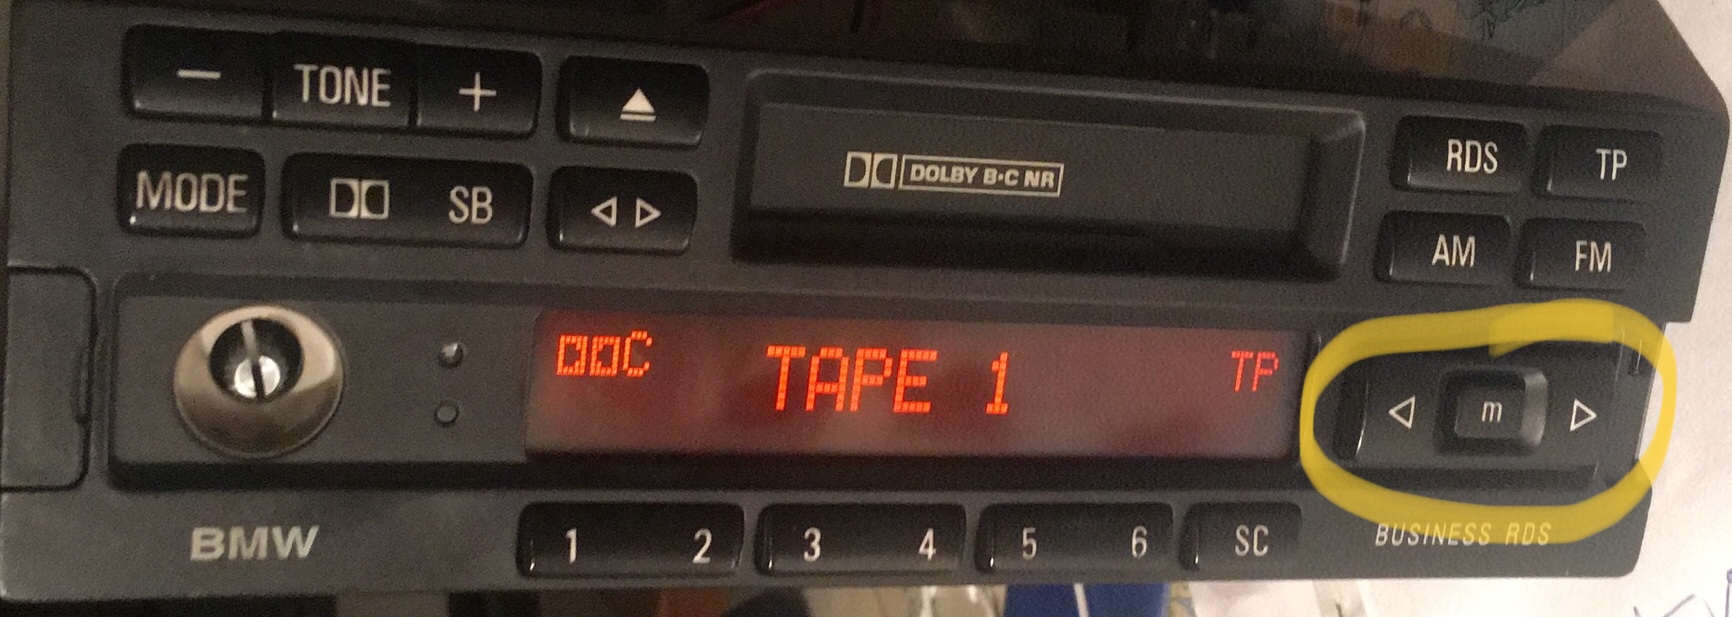 TONE
MODE
SB
DOLBY B·C NR
RDS
TP
AM
FM
C
TAPE 1
TP
m
BMW
1 2 3 4 5 6 SC
BUSINESS RDS